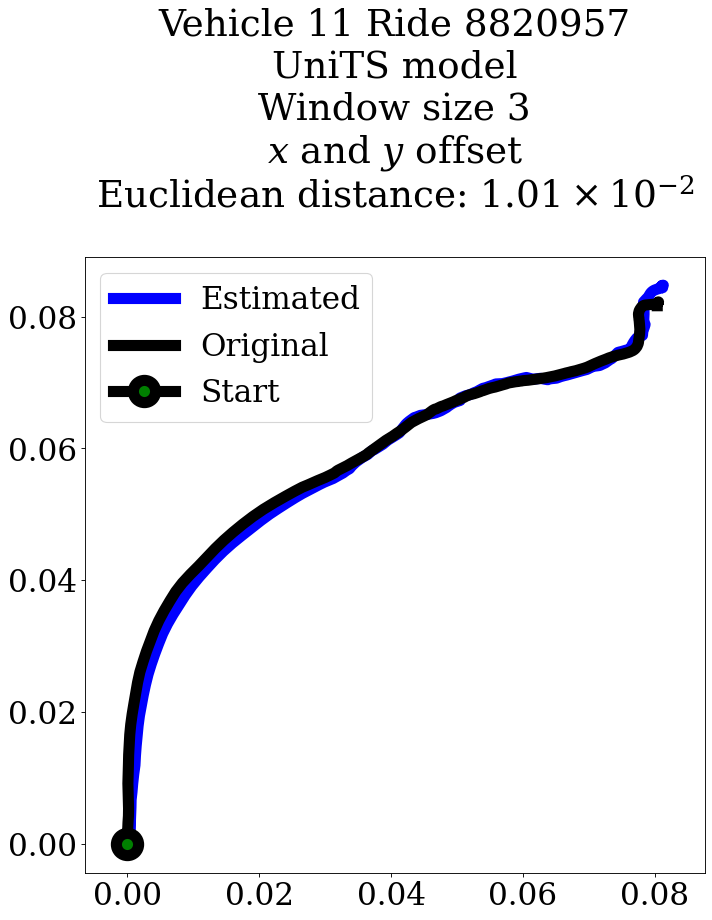 Vehicle 11 Ride 8820957
UniTS model
Window size 3
x and y offset
Euclidean distance: 1.01 × 10⁻²
Estimated
Original
Start
0.08
0.06
0.04
0.02
0.00
0.00 0.02 0.04 0.06 0.08